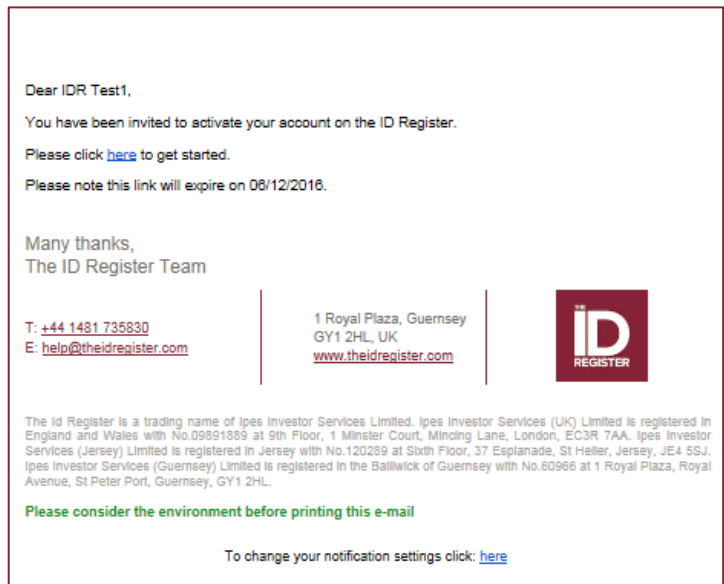 Dear IDR Test1,
You have been invited to activate your account on the ID Register.
Please click here to get started.
Please note this link will expire on 06/12/2016.
Many thanks,
The ID Register Team
T: +44 1481 735830
E: help@theidregister.com
1 Royal Plaza, Guernsey
GY1 2HL, UK
www.theidregister.com
THE
ID
REGISTER
The Id Register is a trading name of Ipes Investor Services Limited. Ipes Investor Services (UK) Limited is registered in
England and Wales with No.09891889 at 9th Floor, 1 Minster Court, Mincing Lane, London, EC3R 7AA. Ipes Investor
Services (Jersey) Limited is registered in Jersey with No.120289 at Sixth Floor, 37 Esplanade, St Helier, Jersey, JE4 5SJ.
Ipes Investor Services (Guernsey) Limited is registered in the Bailiwick of Guernsey with No.60966 at 1 Royal Plaza, Royal
Avenue, St Peter Port, Guernsey, GY1 2HL.
Please consider the environment before printing this e-mail
To change your notification settings click: here